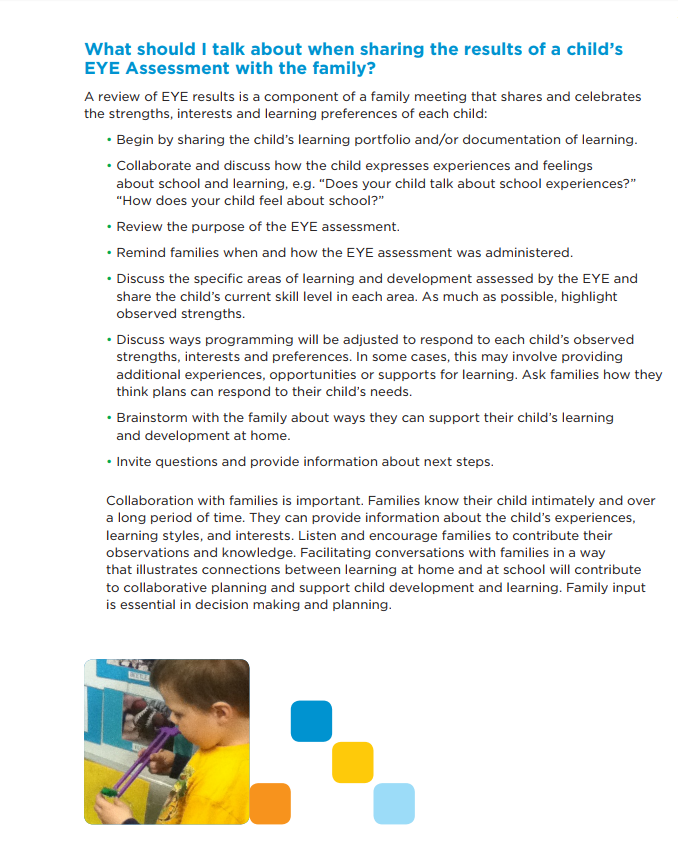 What should I talk about when sharing the results of a child’s
EYE Assessment with the family?
A review of EYE results is a component of a family meeting that shares and celebrates
the strengths, interests and learning preferences of each child:
• Begin by sharing the child’s learning portfolio and/or documentation of learning.
• Collaborate and discuss how the child expresses experiences and feelings
about school and learning, e.g. “Does your child talk about school experiences?”
“How does your child feel about school?”
• Review the purpose of the EYE assessment.
• Remind families when and how the EYE assessment was administered.
• Discuss the specific areas of learning and development assessed by the EYE and
share the child’s current skill level in each area. As much as possible, highlight
observed strengths.
• Discuss ways programming will be adjusted to respond to each child’s observed
strengths, interests and preferences. In some cases, this may involve providing
additional experiences, opportunities or supports for learning. Ask families how they
think plans can respond to their child’s needs.
• Brainstorm with the family about ways they can support their child’s learning
and development at home.
• Invite questions and provide information about next steps.
Collaboration with families is important. Families know their child intimately and over
a long period of time. They can provide information about the child’s experiences,
learning styles, and interests. Listen and encourage families to contribute their
observations and knowledge. Facilitating conversations with families in a way
that illustrates connections between learning at home and at school will contribute
to collaborative planning and support child development and learning. Family input
is essential in decision making and planning.